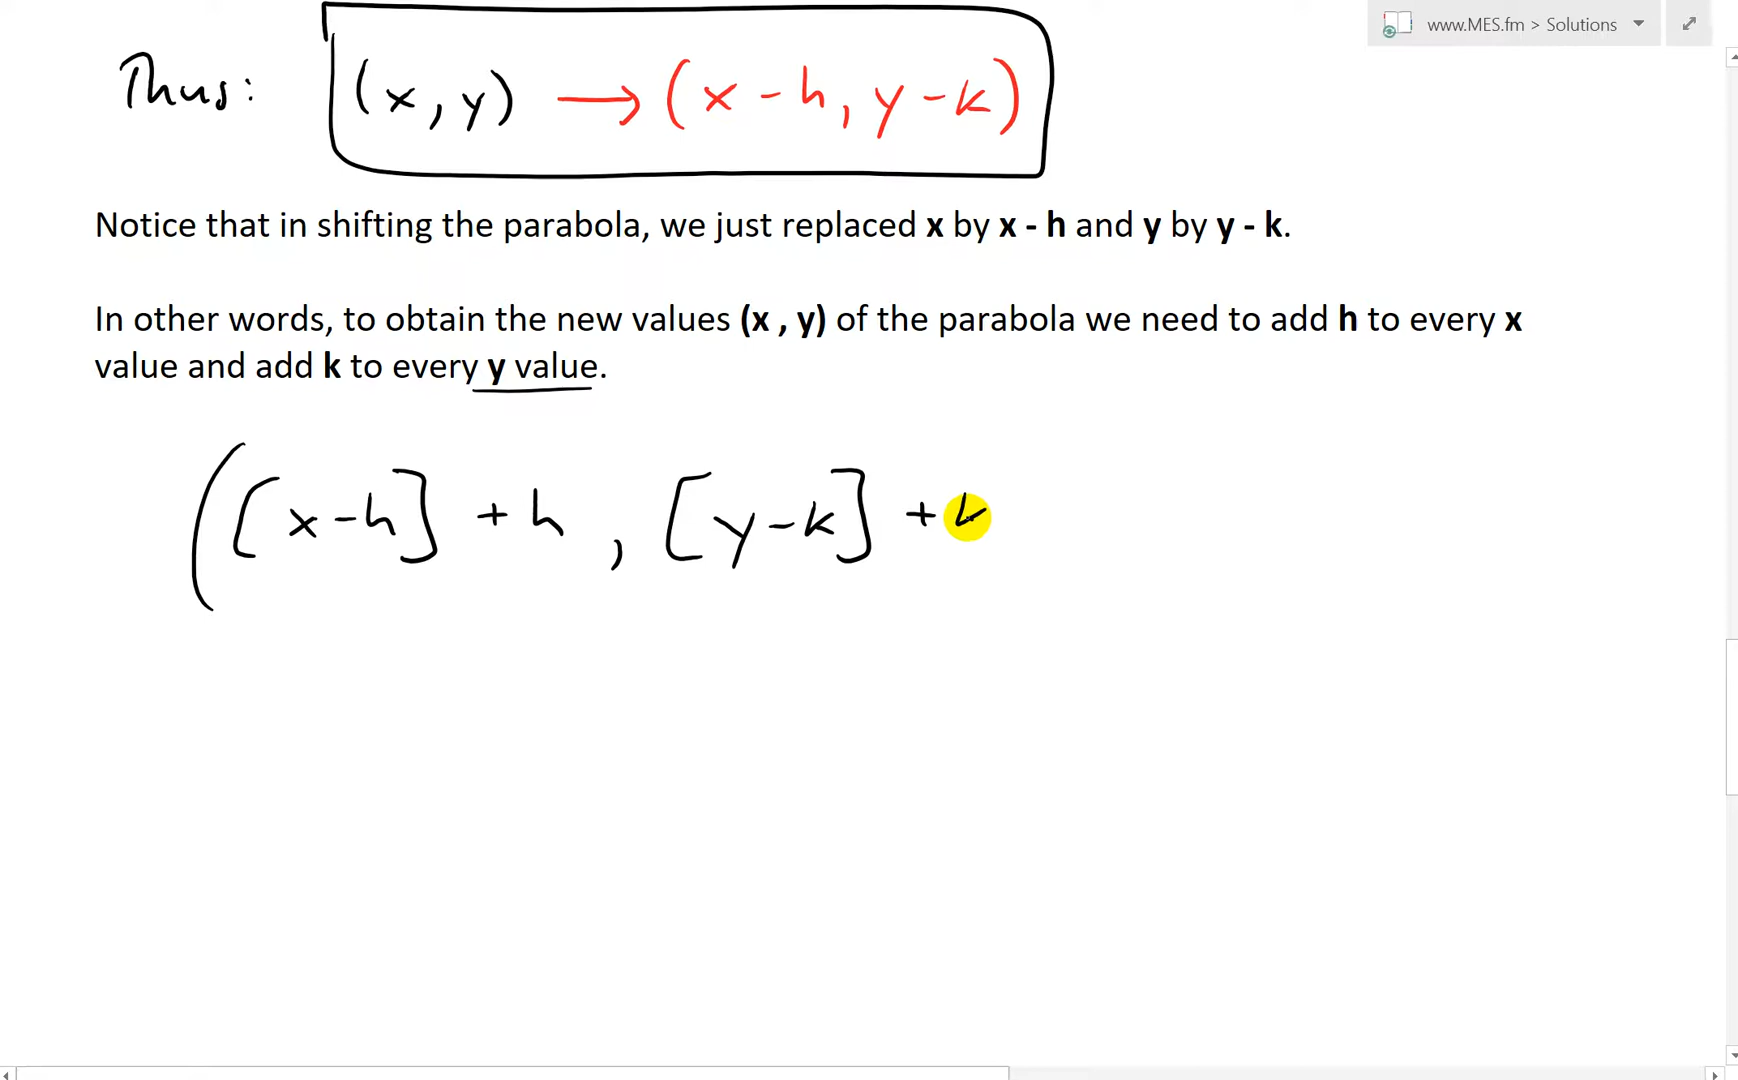 www.MES.fm > Solutions
Thus: (x, y) → (x - h, y - k)
Notice that in shifting the parabola, we just replaced x by x - h and y by y - k.
In other words, to obtain the new values (x , y) of the parabola we need to add h to every x
value and add k to every y value.
([x - h] + h , [y - k] + k